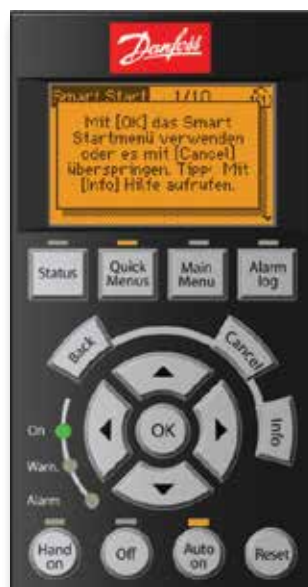 Danfoss
Smart-Start 1/10
Mit [OK] das Smart
Startmenü verwenden
oder es mit [Cancel]
überspringen. Tipp: Mit
[Info] Hilfe aufrufen.
Status
Quick
Menus
Main
Menu
Alarm
log
Back
Cancel
Info
OK
On
Warn.
Alarm
Hand
on
Off
Auto
on
Reset